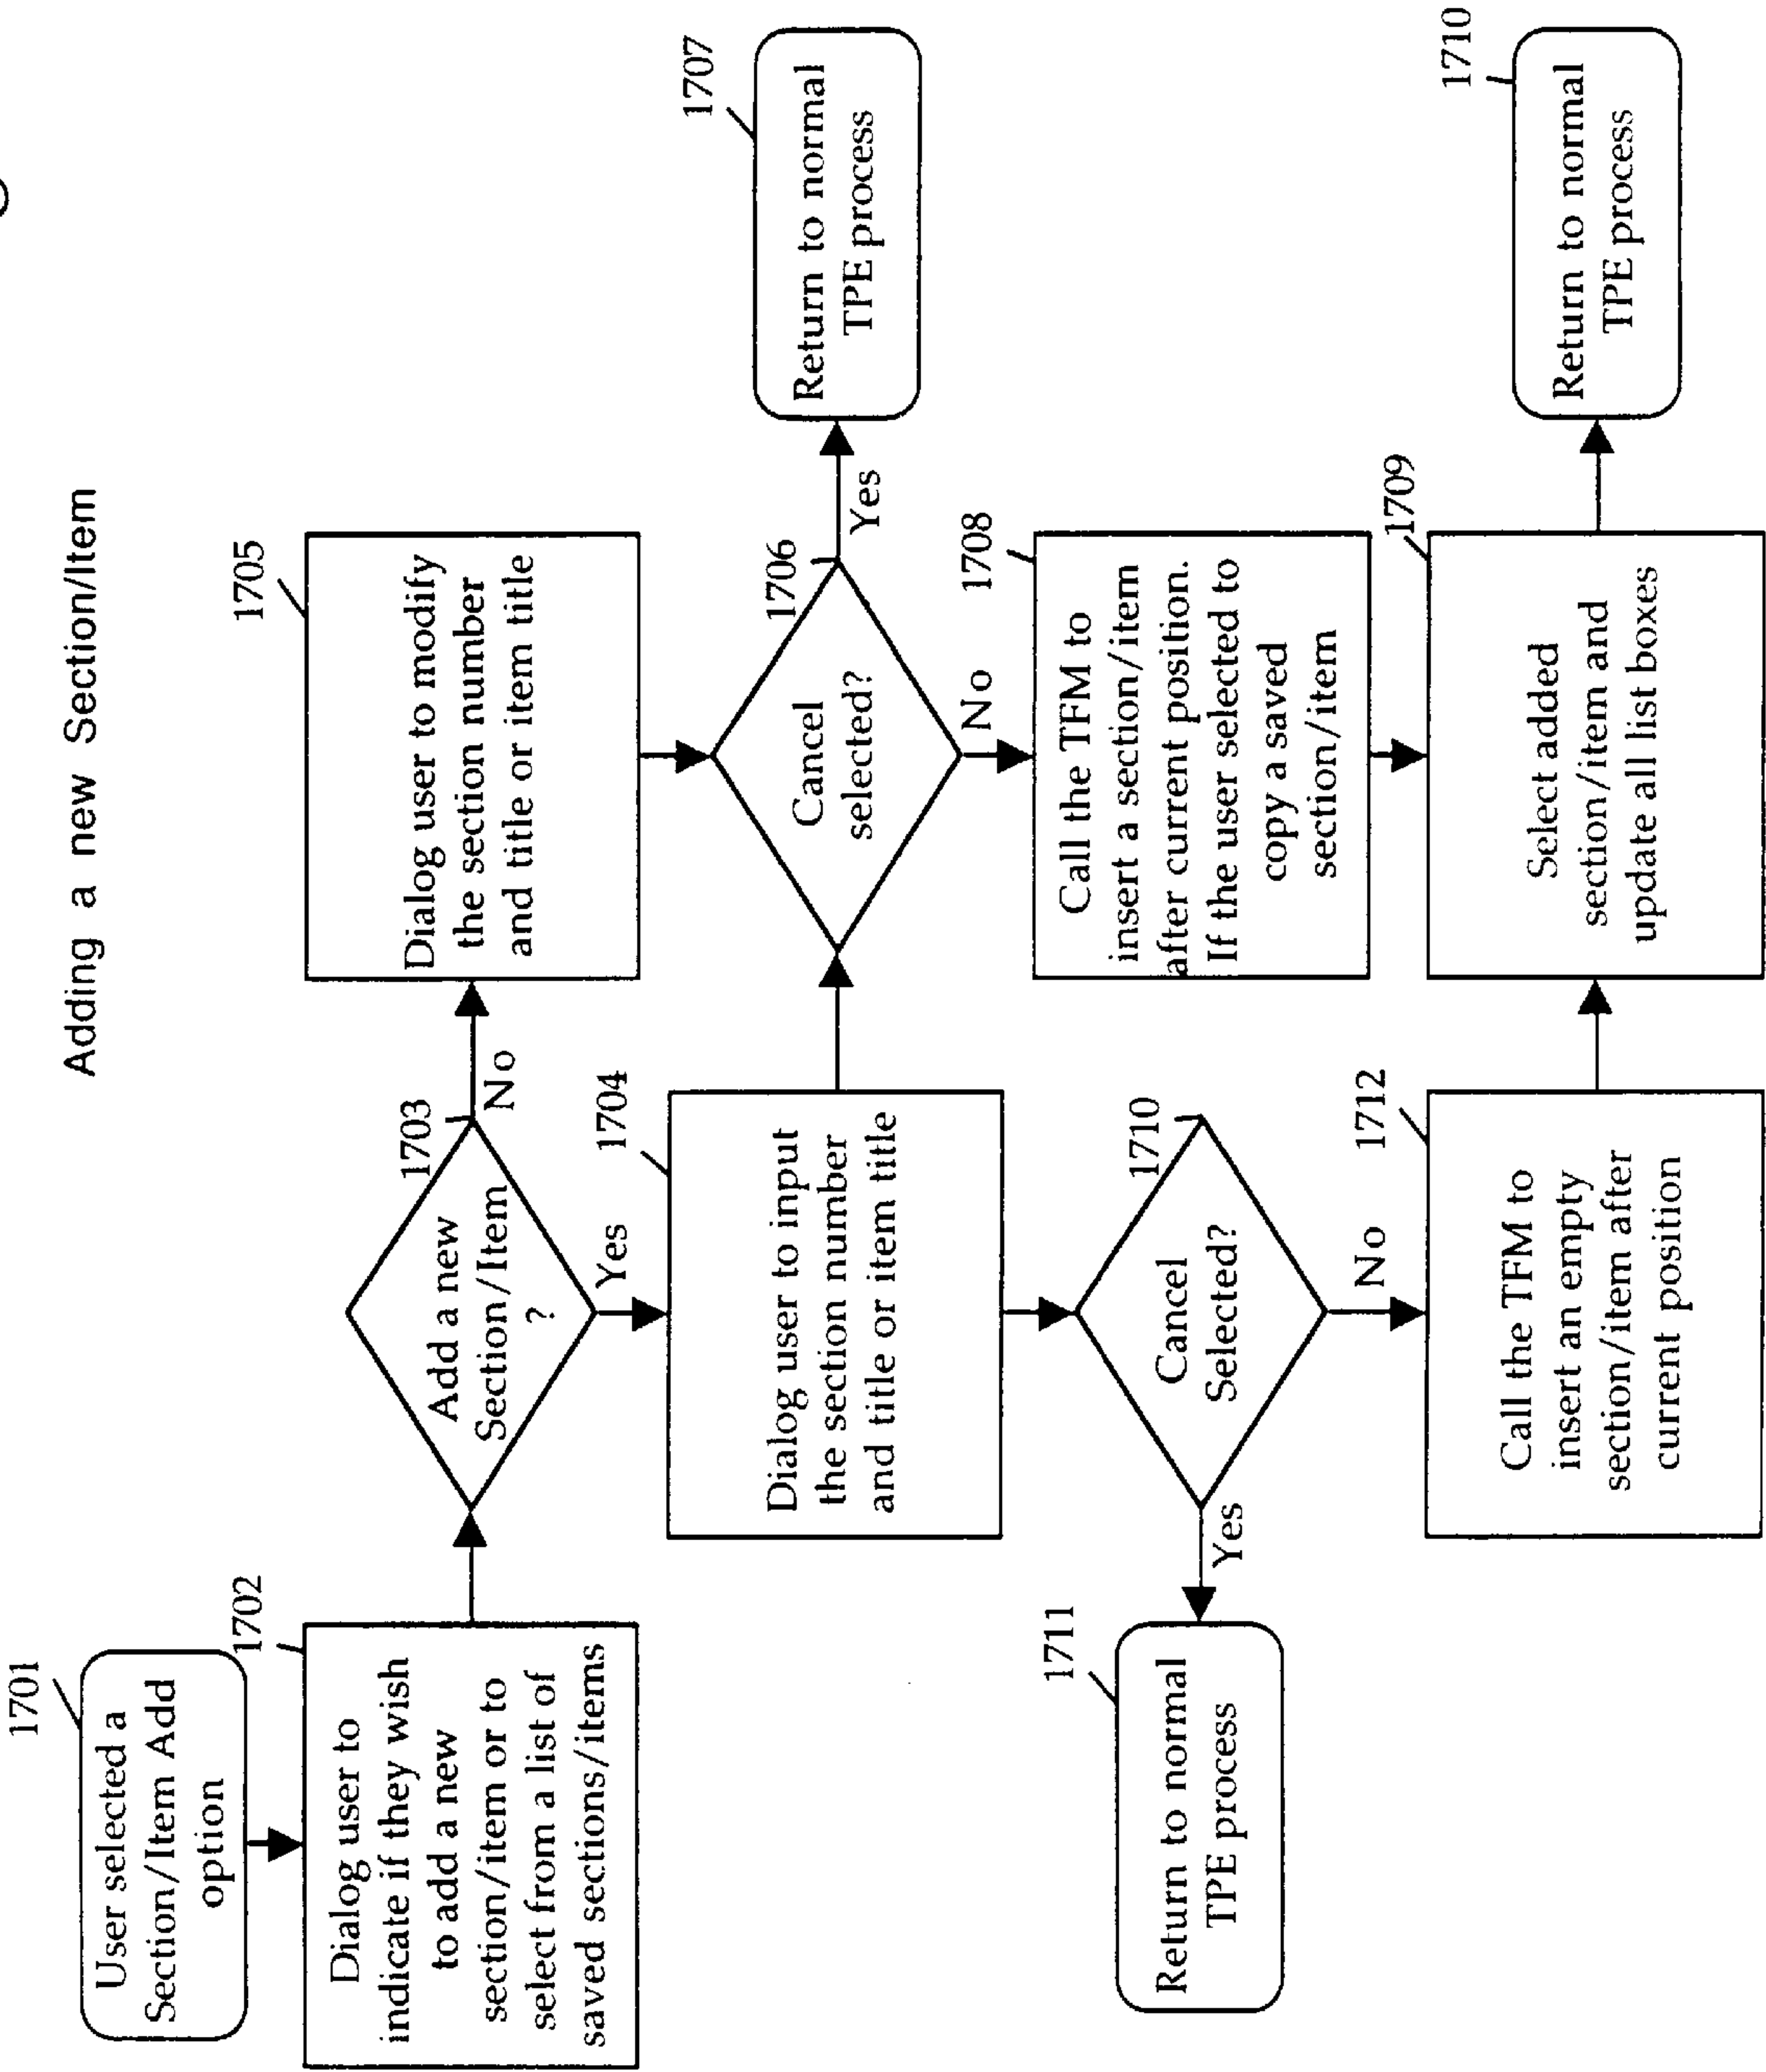 Adding a new Section/Item
1701
User selected a
Section/Item Add
option
1702
Dialog user to
indicate if they wish
to add a new
section/item or to
select from a list of
saved sections/items
1703
Add a new
Section/Item
?
No
Yes
1705
Dialog user to modify
the section number
and title or item title
1704
Dialog user to input
the section number
and title or item title
1706
Cancel
selected?
Yes
No
1707
Return to normal
TPE process
1708
Call the TFM to
insert a section/item
after current position.
If the user selected to
copy a saved
section/item
1711
Return to normal
TPE process
1710
Cancel
Selected?
Yes
No
1712
Call the TFM to
insert an empty
section/item after
current position
1709
Select added
section/item and
update all list boxes
1710
Return to normal
TPE process